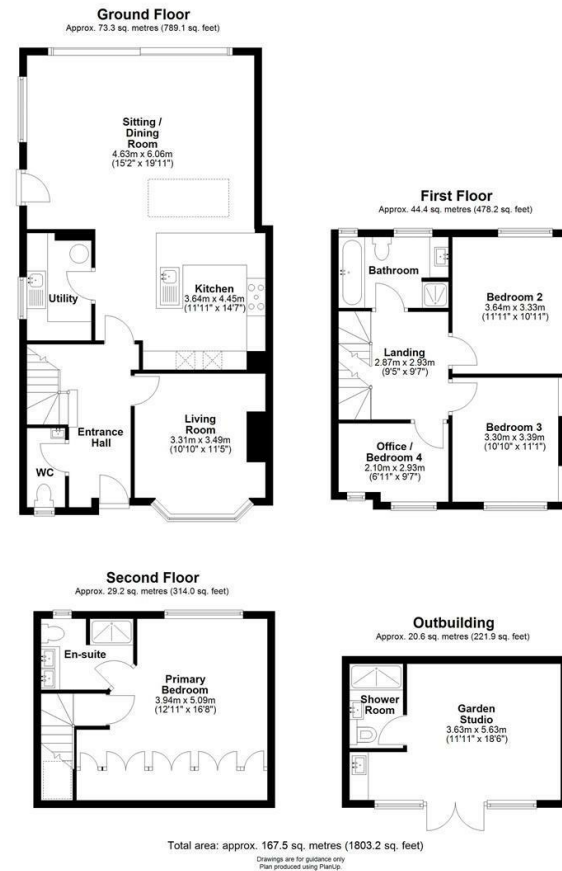 Ground Floor
Approx. 73.3 sq. metres (789.1 sq. feet)
Sitting /
Dining
Room
4.63m x 6.06m
(15'2" x 19'11")
Utility
Kitchen
3.64m x 4.45m
(11'11" x 14'7")
Entrance
Hall
WC
Living
Room
3.31m x 3.49m
(10'10" x 11'5")
First Floor
Approx. 44.4 sq. metres (478.2 sq. feet)
Bathroom
Bedroom 2
3.64m x 3.33m
(11'11" x 10'11")
Landing
2.87m x 2.93m
(9'5" x 9'7")
Bedroom 3
3.30m x 3.39m
(10'10" x 11'1")
Office /
Bedroom 4
2.10m x 2.93m
(6'11" x 9'7")
Second Floor
Approx. 29.2 sq. metres (314.0 sq. feet)
En-suite
Primary
Bedroom
3.94m x 5.09m
(12'11" x 16'8")
Outbuilding
Approx. 20.6 sq. metres (221.9 sq. feet)
Shower
Room
Garden
Studio
3.63m x 5.63m
(11'11" x 18'6")
Total area: approx. 167.5 sq. metres (1803.2 sq. feet)
Drawings are for guidance only
Plan produced using PlanUp.